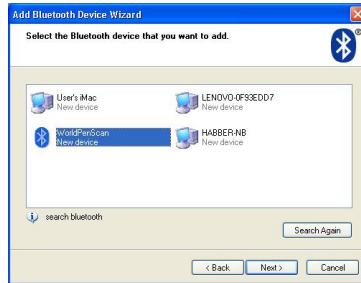 Add Bluetooth Device Wizard
Select the Bluetooth device that you want to add.
User's iMac
New device
LENOVO-0F93EDD7
New device
WorldPenScan
New device
HABBER-NB
New device
search bluetooth
Search Again
< Back
Next >
Cancel